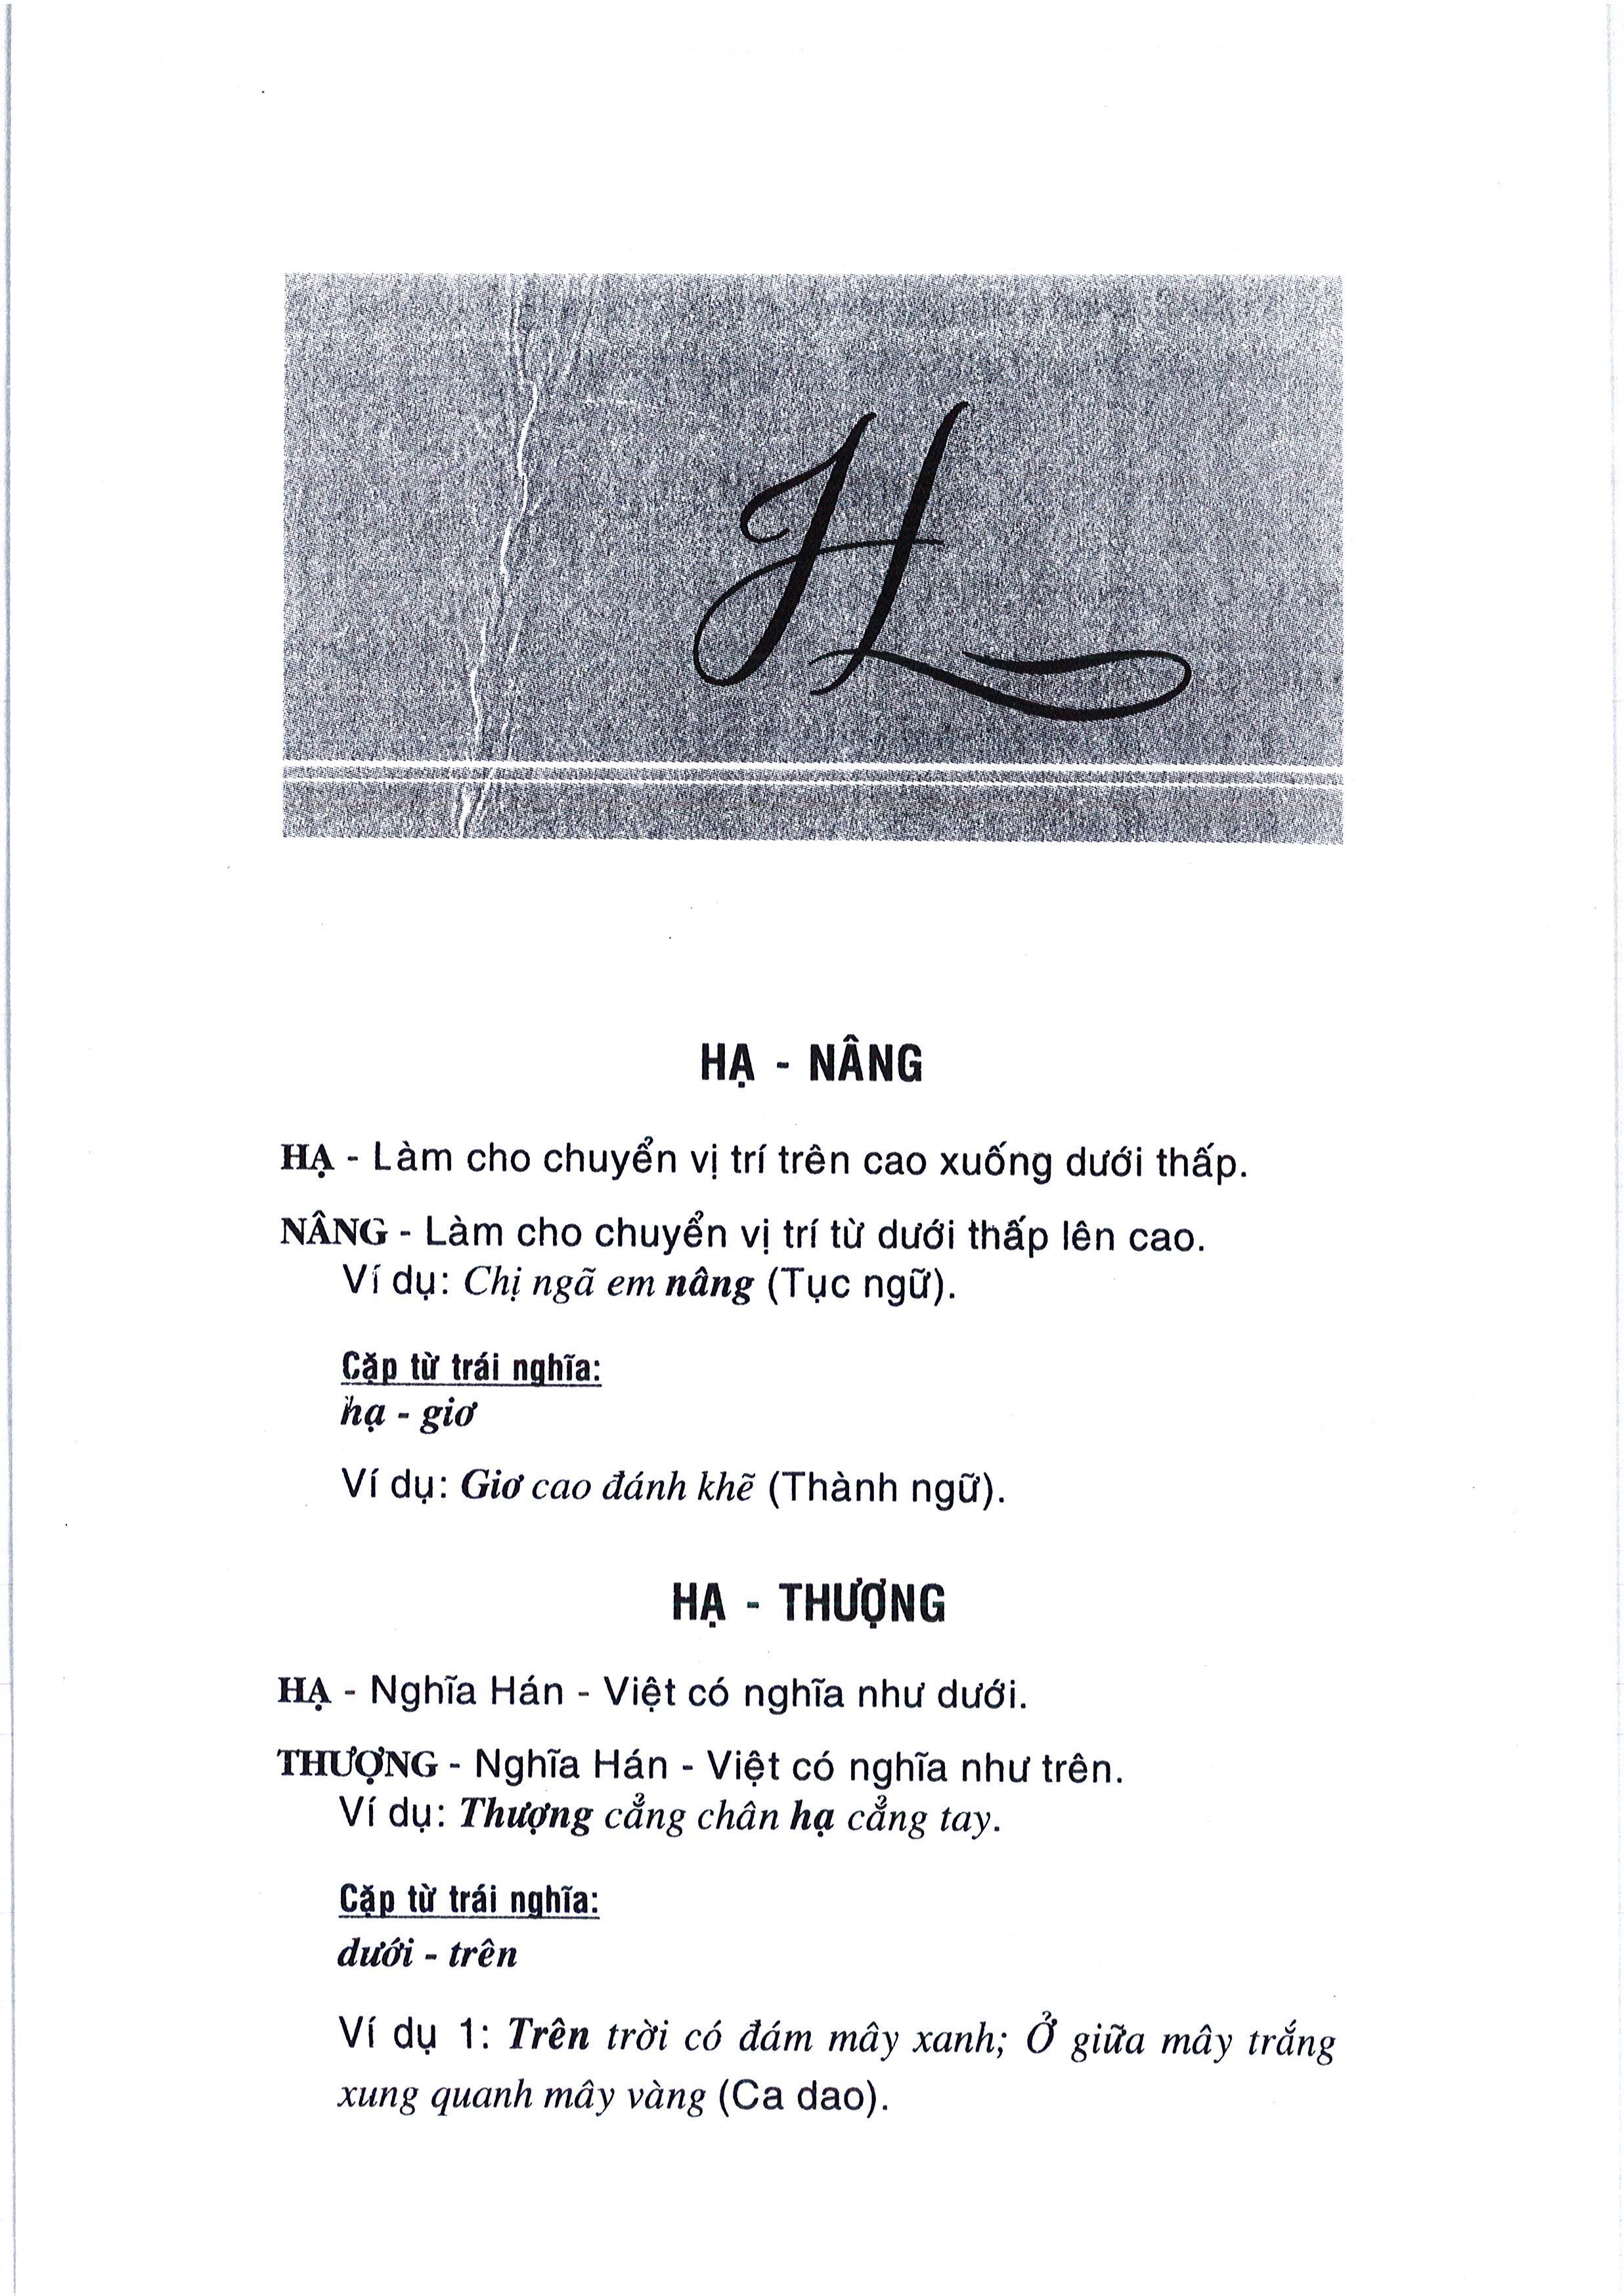 H
HẠ - NÂNG
HẠ - Làm cho chuyển vị trí trên cao xuống dưới thấp.
NÂNG - Làm cho chuyển vị trí từ dưới thấp lên cao.
Ví dụ: Chị ngã em nâng (Tục ngữ).
Cặp từ trái nghĩa:
hạ - giơ
Ví dụ: Giơ cao đánh khẽ (Thành ngữ).
HẠ - THƯỢNG
HẠ - Nghĩa Hán - Việt có nghĩa như dưới.
THƯỢNG - Nghĩa Hán - Việt có nghĩa như trên.
Ví dụ: Thượng cẳng chân hạ cẳng tay.
Cặp từ trái nghĩa:
dưới - trên
Ví dụ 1: Trên trời có đám mây xanh; Ở giữa mây trắng
xung quanh mây vàng (Ca dao).